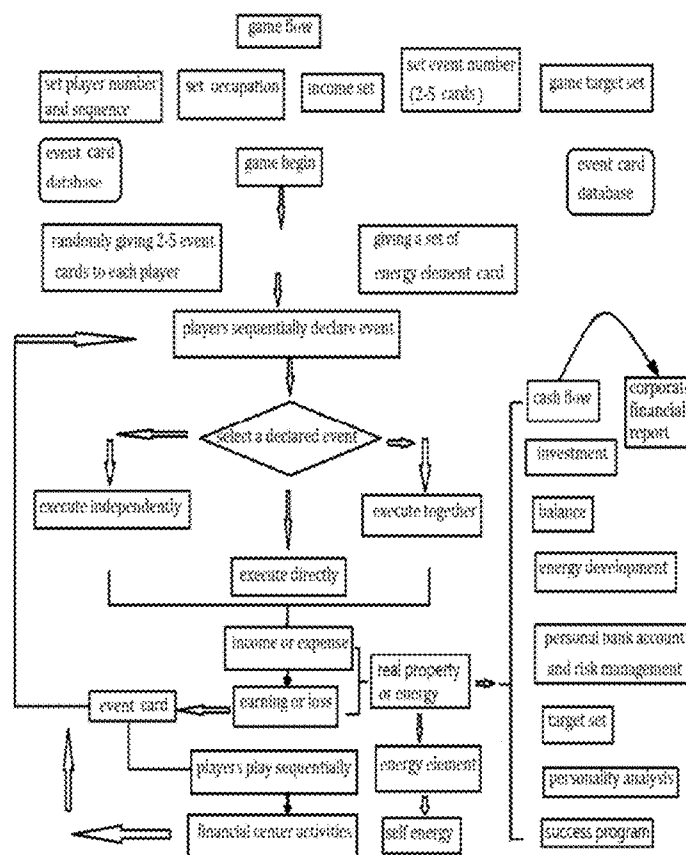 game flow
set player number
and sequence
set occupation
income set
set event number
(2-5 cards)
game target set
event card
database
game begin
event card
database
randomly giving 2-5 event
cards to each player
giving a set of
energy element card
players sequentially declare event
select a declared event
execute independently
execute together
execute directly
income or expense
earning or loss
real property
or energy
event card
players play sequentially
energy element
financial center activities
self energy
cash flow
corporate
financial
report
investment
balance
energy development
personal bank account
and risk management
target set
personality analysis
success program